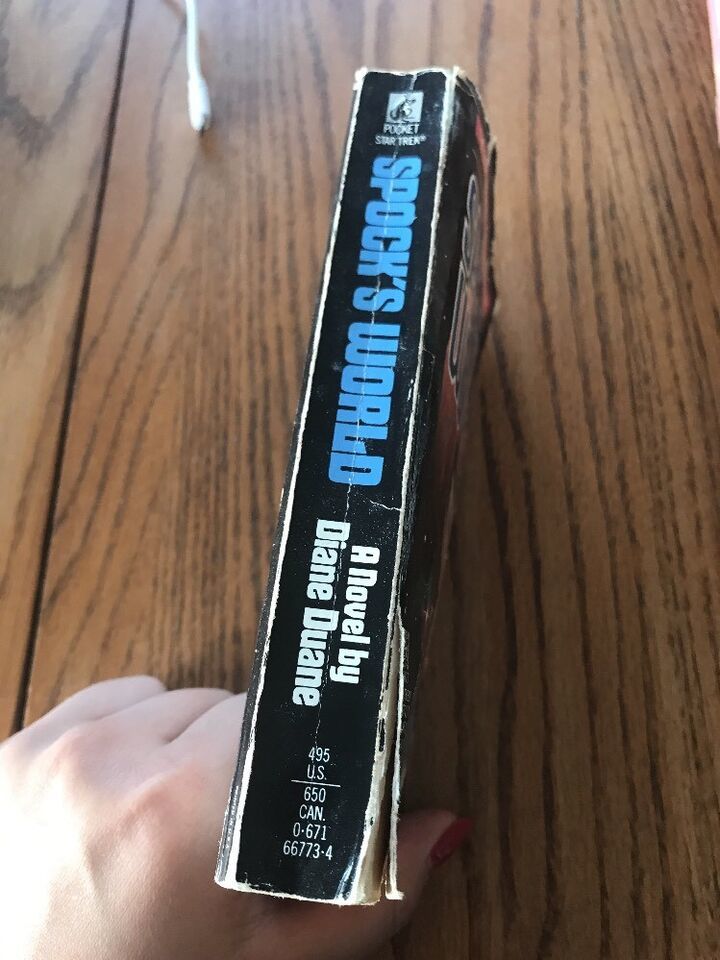 POCKET
STAR TREK®
SPOCK'S WORLD
A Novel by
Diane Duane
495
U.S.
650
CAN.
0-671
66773-4